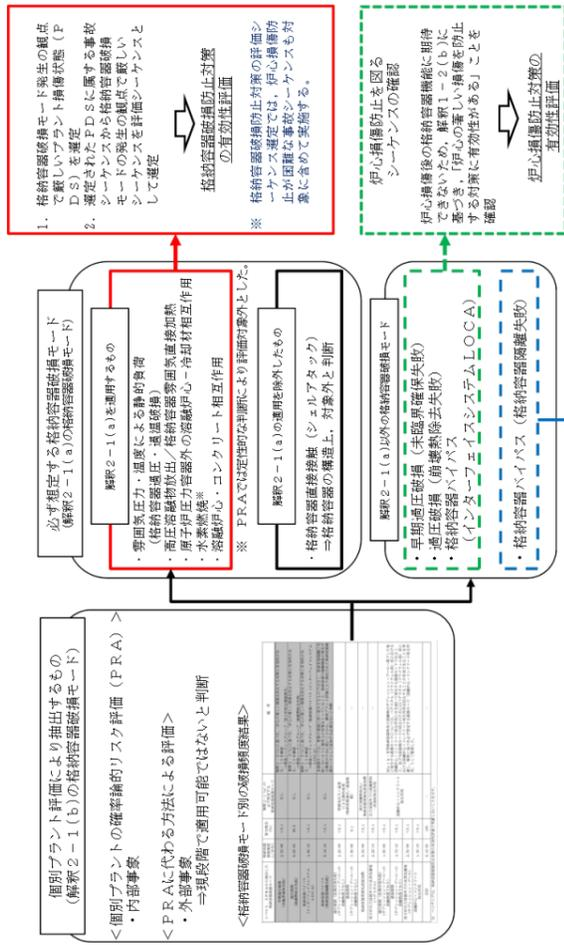 個別プラント評価により抽出するもの
(解釈２－１(b)の格納容器破損モード)
＜個別プラントの確率論的リスク評価（ＰＲＡ）＞
・内部事象
＜ＰＲＡに代わる方法による評価＞
・外部事象
⇒現段階で適用可能ではないと判断
＜格納容器破損モード別の破損頻度結果＞
必ず想定する格納容器破損モード
(解釈２－１(a)の格納容器破損モード)
解釈２－１(a)を適用するもの
・雰囲気圧力・温度による静的負荷
(格納容器過圧・過温破損)
・高圧溶融物放出／格納容器雰囲気直接加熱
・原子炉圧力容器外の溶融炉心－冷却材相互作用
・水素燃焼※
・溶融炉心・コンクリート相互作用
※ ＰＲＡでは定性的な判断により評価対象外とした。
解釈２－１(a)の適用を除外したもの
・格納容器直接接触（シェルアタック）
⇒格納容器の構造上，対象外と判断
解釈２－１(a)以外の格納容器破損モード
・早期過圧破損（未臨界確保失敗）
・過圧破損（崩壊熱除去失敗）
・格納容器バイパス
(インターフェイスシステムＬＯＣＡ)
・格納容器バイパス（格納容器隔離失敗）
1. 格納容器破損モード発生の観点
で厳しいプラント損傷状態（Ｐ
ＤＳ）を選定
2. 選定されたＰＤＳに属する事故
シーケンスから格納容器破損
モードの発生の観点で厳しい
シーケンスを評価シーケンスと
して選定
格納容器破損防止対策
の有効性評価
※ 格納容器破損防止対策の評価シ
ーケンス選定では，炉心損傷防
止が困難な事故シーケンスも対
象に含めて実施する。
炉心損傷防止を図る
シーケンスの確認
炉心損傷後の格納容器機能に期待
できないため，解釈１－２(b)に
基づき，「炉心の著しい損傷を防止
する対策に有効性がある」ことを
確認
炉心損傷防止対策の
有効性評価